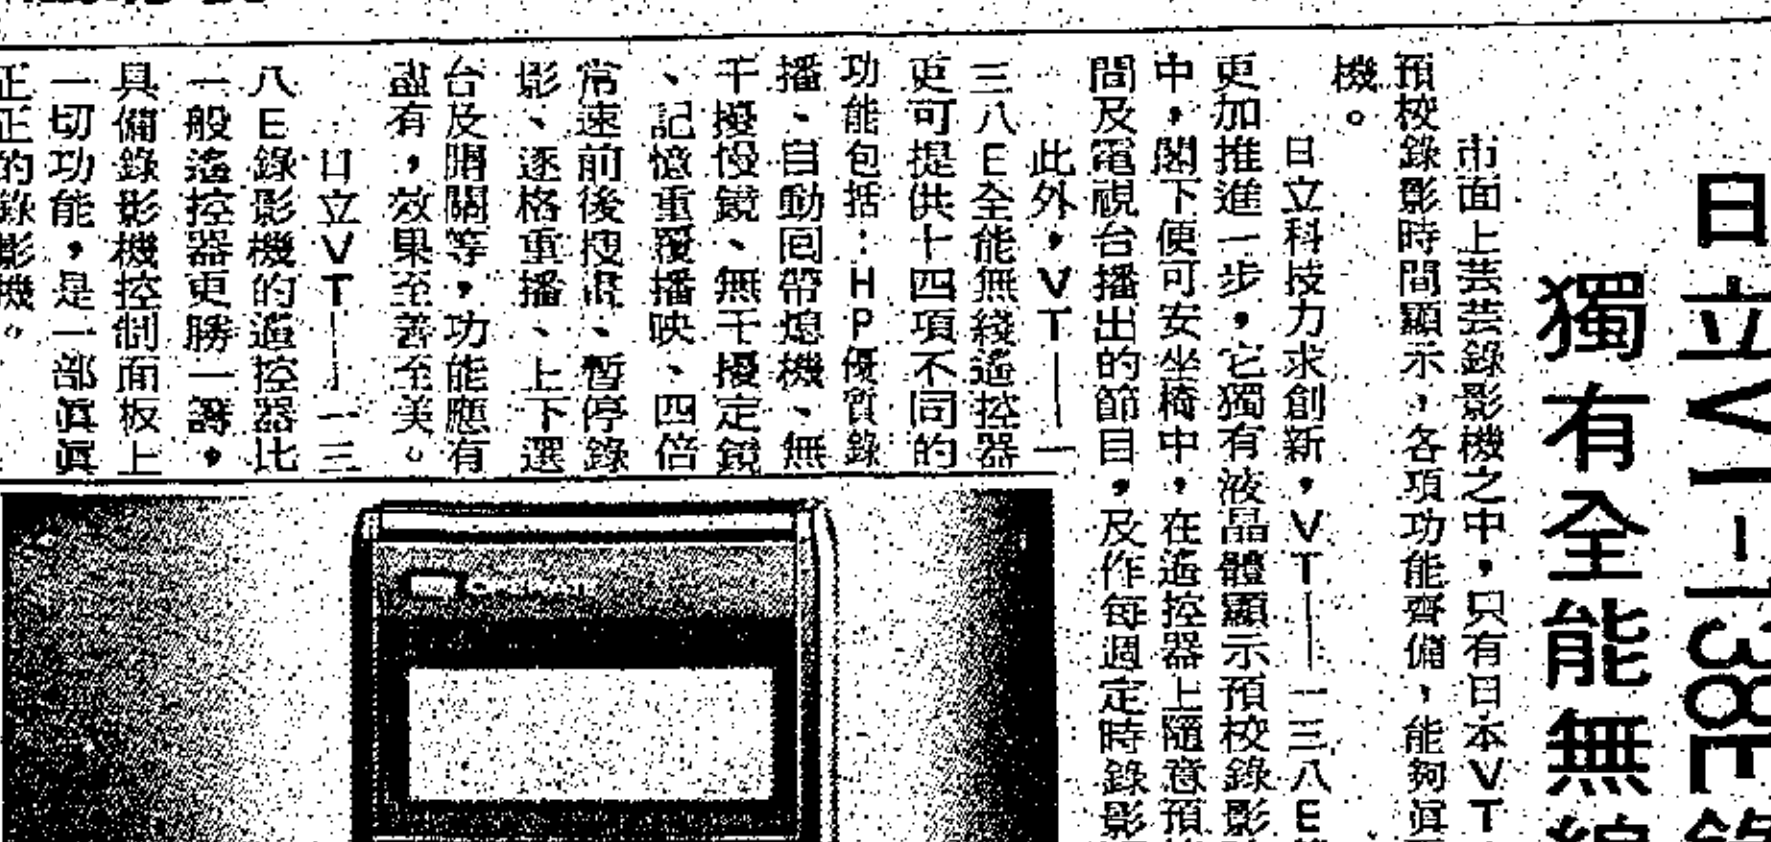 日立VT-138E錄
獨有全能無線
市面上芸芸錄影機之中，只有日本VT
預校錄影時間顯示，各項功能齊備，能夠眞
機。
日立科技力求創新，VT—一三八E
更加推進一步，它獨有液晶體顯示預校錄影
中，閣下便可安坐椅中，在遙控器上隨意預
間及電視台播出的節目，及作每週定時錄影
此外，VT—一
三八E全能無綫遙控器
更可提供十四項不同的
功能包括：HP優質錄
播、自動回帶熄機、無
干擾慢鏡、無干擾定鏡
、記憶重覆播映、四倍
常速前後搜尋、暫停錄
影、逐格重播、上下選
台及開關等，功能應有
盡有，效果至善至美。
日立VT—一三
八E錄影機的遙控器比
一般遙控器更勝一籌，
具備錄影機控制面板上
一切功能，是一部眞眞
正正的錄影機。